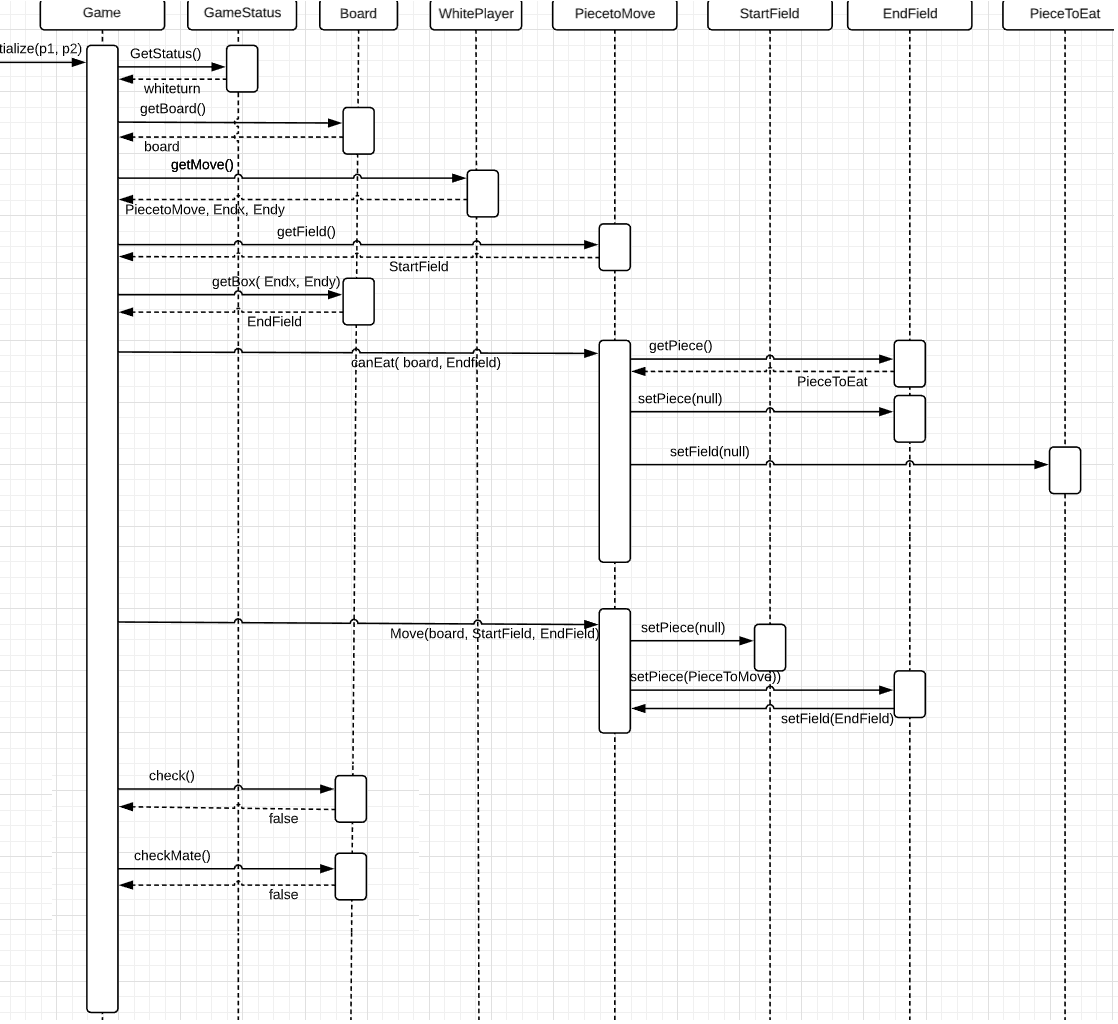 Game
GameStatus
Board
WhitePlayer
PiecetoMove
StartField
EndField
PieceToEat
tialize(p1, p2)
GetStatus()
whiteturn
getBoard()
board
getMove()
PiecetoMove, Endx, Endy
getField()
StartField
getBox( Endx, Endy)
EndField
canEat( board, Endfield)
getPiece()
PieceToEat
setPiece(null)
setField(null)
Move(board, StartField, EndField)
setPiece(null)
setPiece(PieceToMove))
setField(EndField)
check()
false
checkMate()
false